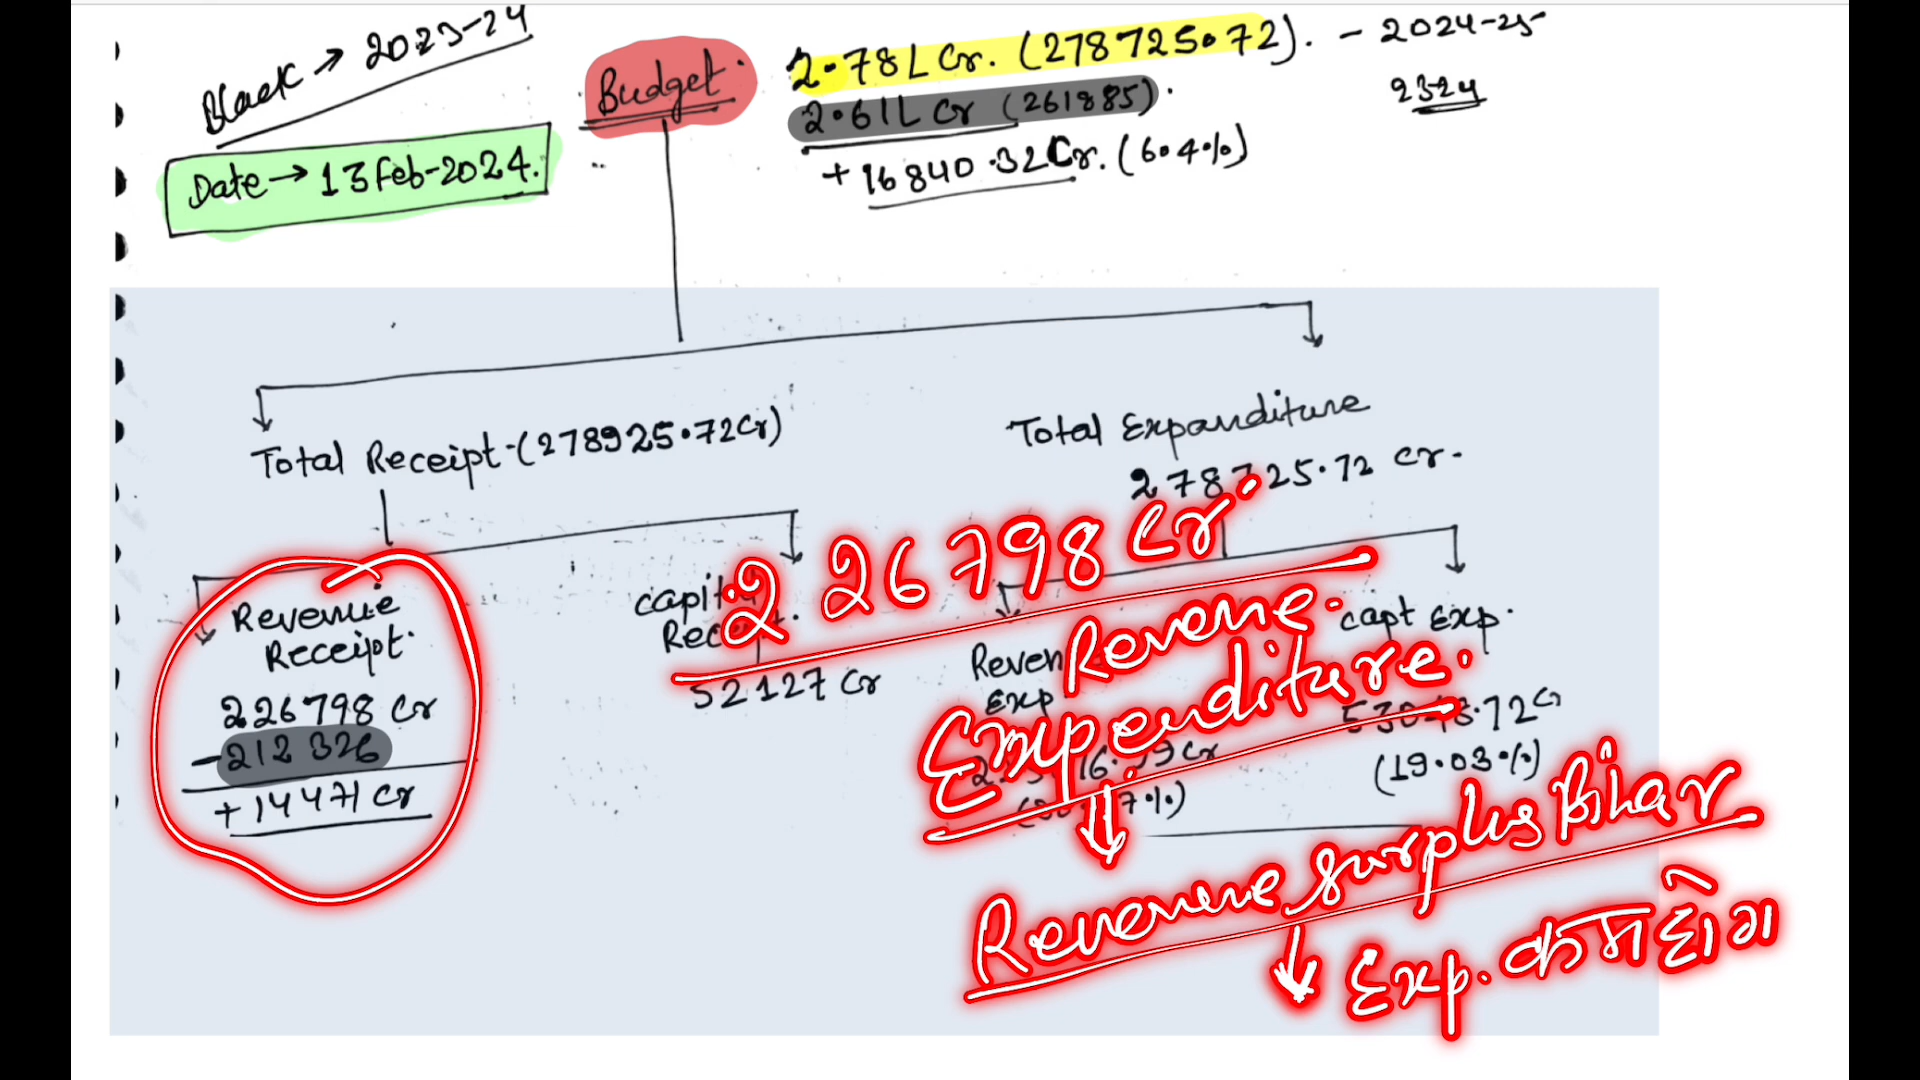 Black → 2023-24
Date → 13 Feb-2024.
Budget.
2.78 L Cr. (278725.72). - 2024-25
2.61 L Cr (261885).
2324
+ 16840.32 Cr. (6.4%)
Total Receipt-(278925.72 Cr)
Total Expanditure
278725.72 Cr.
Revenue
Receipt.
226798 Cr
-212326
+14471 Cr
52127 Cr
226798 Cr
Revenue.
Expenditure.
Capt Exp.
(19.03%)
Revenue Surplus Bihar
Exp. कम होगा